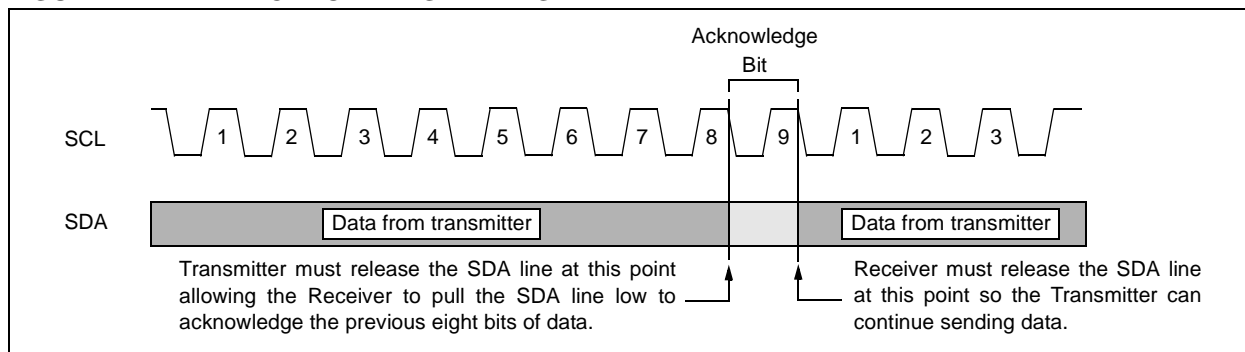 Acknowledge
Bit
SCL
1 2 3 4 5 6 7 8 9 1 2 3
SDA
Data from transmitter
Data from transmitter
Transmitter must release the SDA line at this point
allowing the Receiver to pull the SDA line low to
acknowledge the previous eight bits of data.
Receiver must release the SDA line
at this point so the Transmitter can
continue sending data.